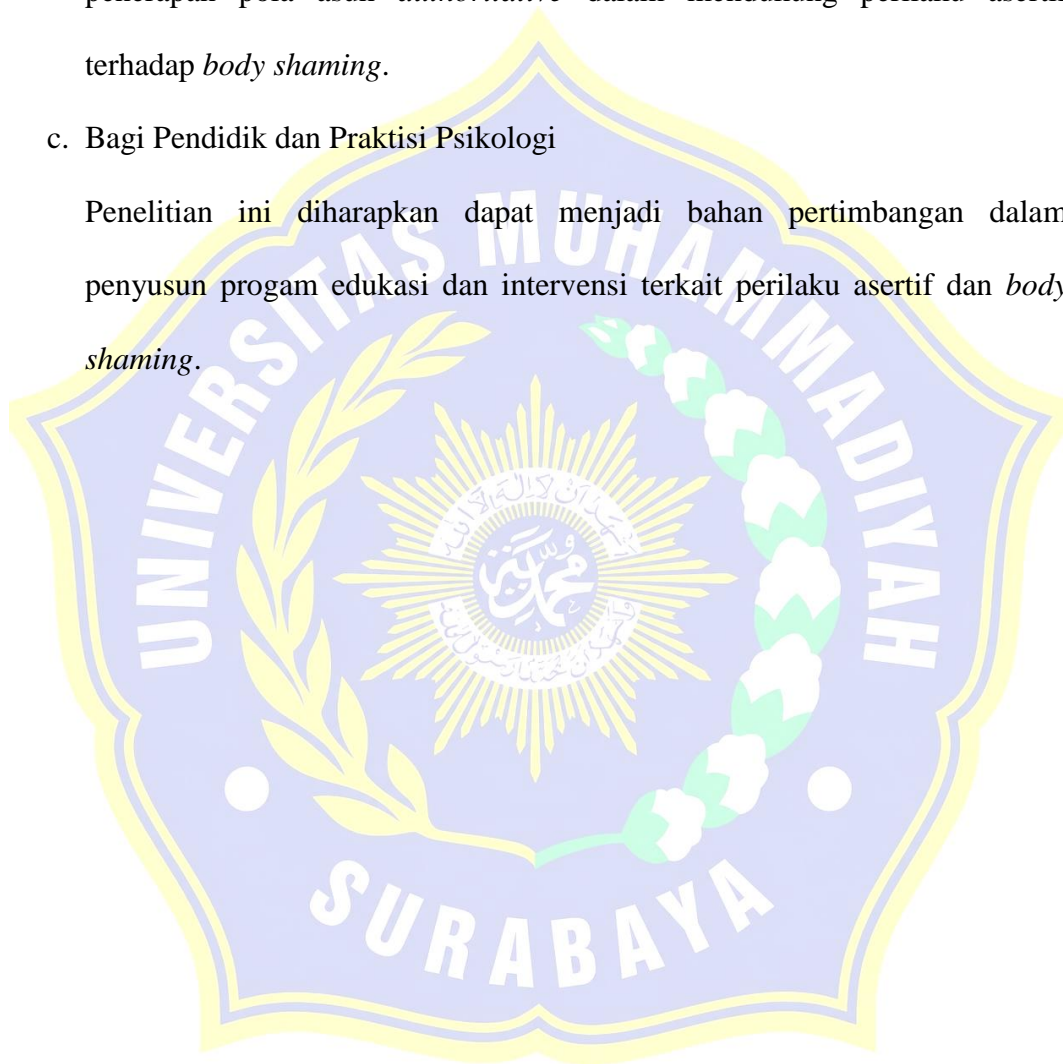 penerapan pola asuh authoritative dalam mendukung perilaku asertif
terhadap body shaming.
c. Bagi Pendidik dan Praktisi Psikologi
Penelitian ini diharapkan dapat menjadi bahan pertimbangan dalam
penyusun progam edukasi dan intervensi terkait perilaku asertif dan body
shaming.
UNIVERSITAS MUHAMMADIYAH
SURABAYA